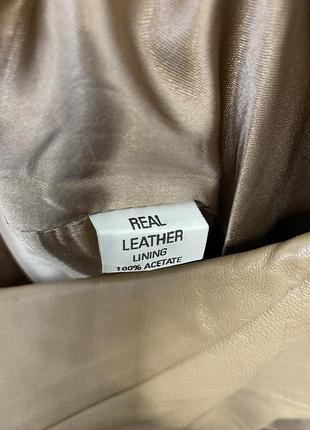 REAL
LEATHER
LINING
100% ACETATE